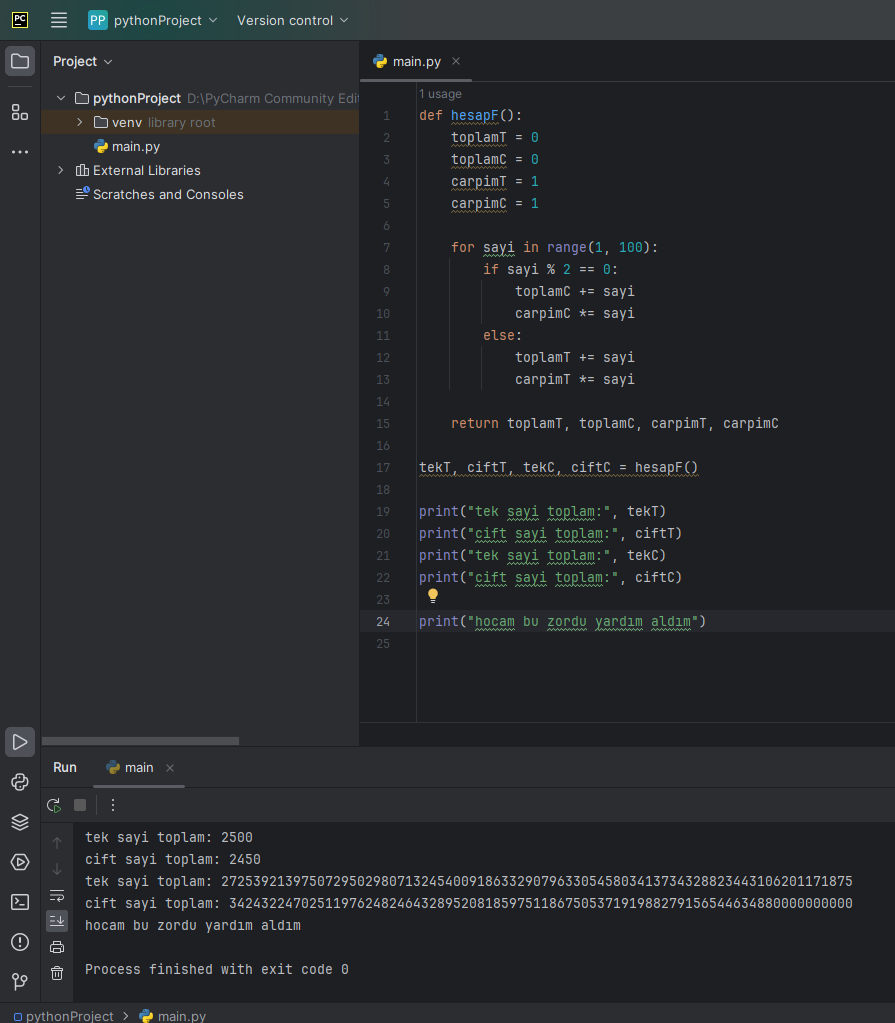 PC
PP pythonProject Version control
Project
main.py
pythonProject D:\PyCharm Community Edi
venv library root
main.py
External Libraries
Scratches and Consoles
1 usage
1 def hesapF():
2 toplamT = 0
3 toplamC = 0
4 carpimT = 1
5 carpimC = 1
6
7 for sayi in range(1, 100):
8 if sayi % 2 == 0:
9 toplamC += sayi
10 carpimC *= sayi
11 else:
12 toplamT += sayi
13 carpimT *= sayi
14
15 return toplamT, toplamC, carpimT, carpimC
16
17 tekT, ciftT, tekC, ciftC = hesapF()
18
19 print("tek sayi toplam:", tekT)
20 print("cift sayi toplam:", ciftT)
21 print("tek sayi toplam:", tekC)
22 print("cift sayi toplam:", ciftC)
23
24 print("hocam bu zordu yardım aldım")
25
Run main
tek sayi toplam: 2500
cift sayi toplam: 2450
tek sayi toplam: 2725392139750729502980713245400918633290796330545803413734328823443106201171875
cift sayi toplam: 34243224702511976248246432895208185975118675053719198827915654463488000000000000
hocam bu zordu yardım aldım
Process finished with exit code 0
pythonProject > main.py